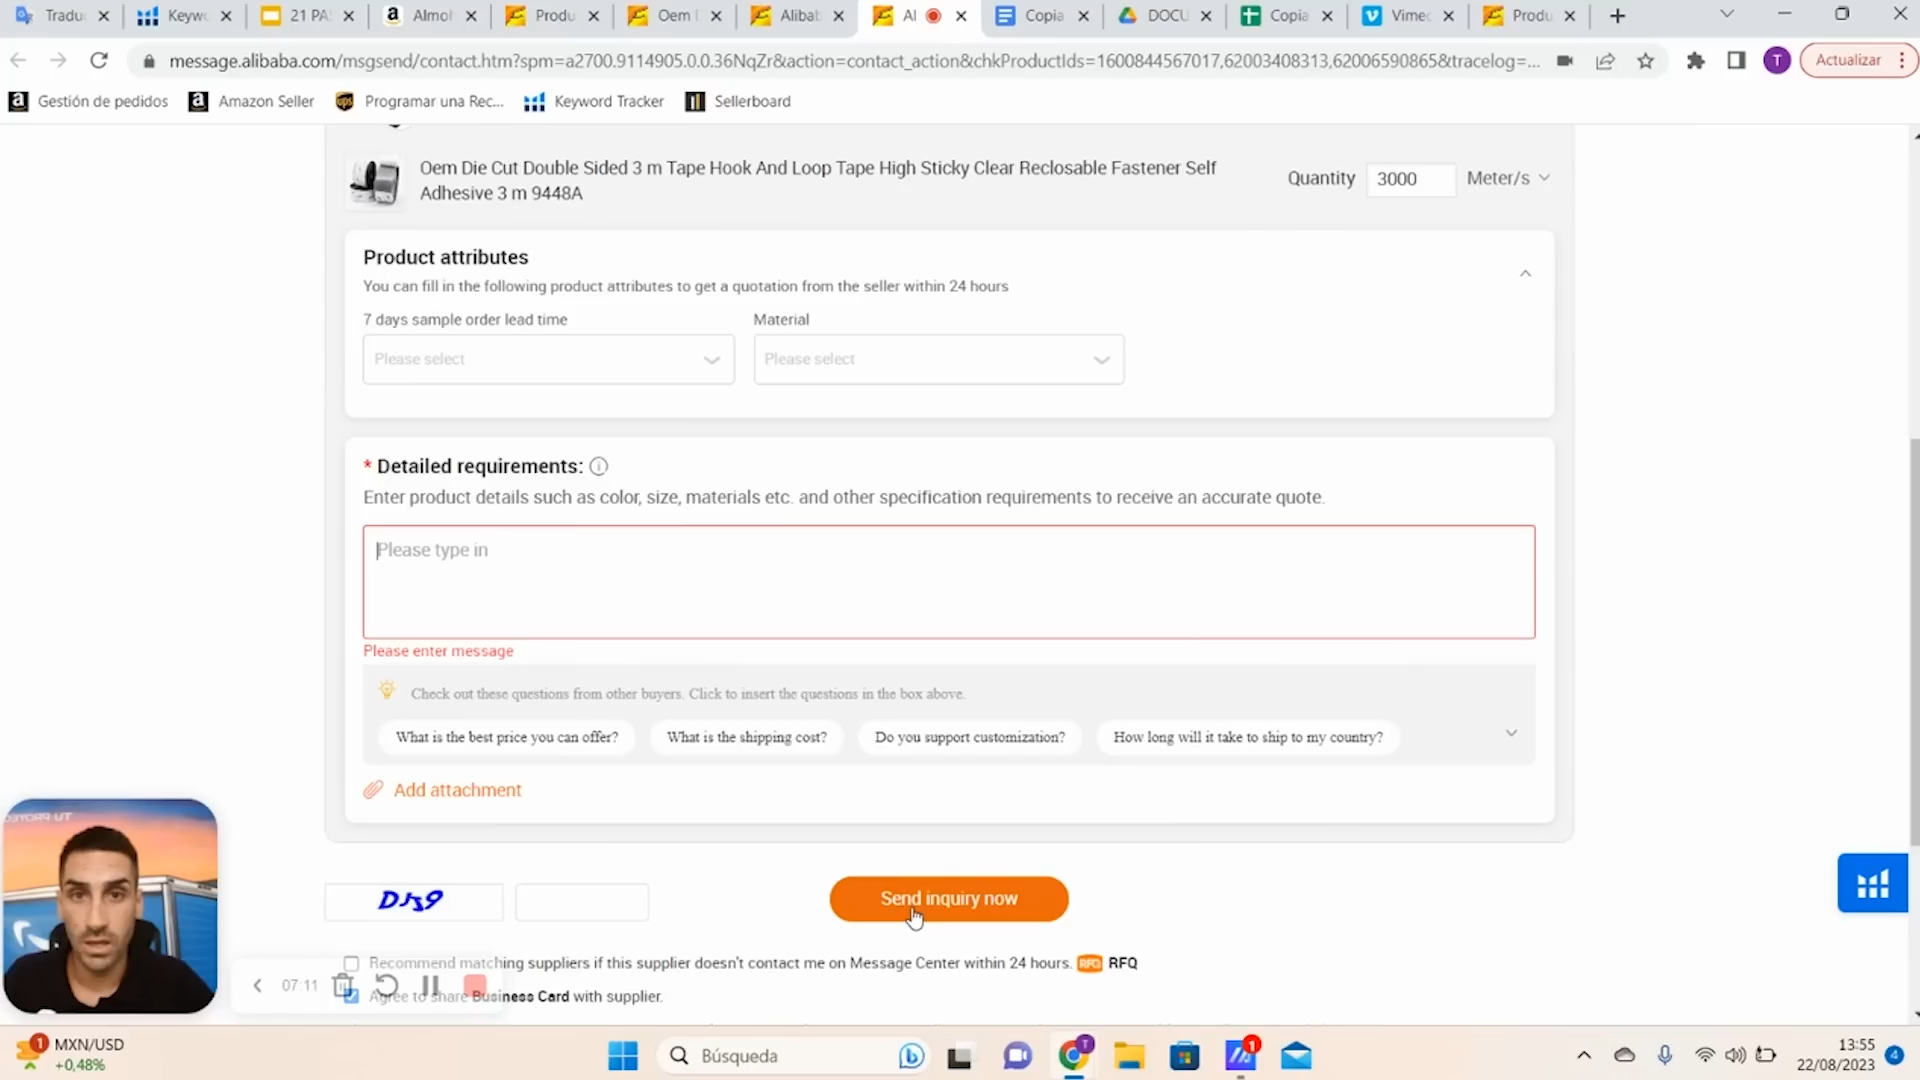 Tradu
Keyw
21 PA
Almol
Produ
Oem
Alibab
Al
Copia
DOCU
Copia
Vimec
Produ
message.alibaba.com/msgsend/contact.htm?spm=a2700.9114905.0.0.36NqZr&action=contact_action&chkProductIds=1600844567017,62003408313,62006590865&tracelog=...
T
Actualizar
Gestión de pedidos
Amazon Seller
Programar una Rec...
Keyword Tracker
Sellerboard
Oem Die Cut Double Sided 3 m Tape Hook And Loop Tape High Sticky Clear Reclosable Fastener Self
Adhesive 3 m 9448A
Quantity 3000 Meter/s
Product attributes
You can fill in the following product attributes to get a quotation from the seller within 24 hours
7 days sample order lead time
Material
Please select
Please select
* Detailed requirements:
Enter product details such as color, size, materials etc. and other specification requirements to receive an accurate quote.
Please type in
Please enter message
Check out these questions from other buyers. Click to insert the questions in the box above.
What is the best price you can offer?
What is the shipping cost?
Do you support customization?
How long will it take to ship to my country?
Add attachment
DJs9
Send inquiry now
Recommend matching suppliers if this supplier doesn't contact me on Message Center within 24 hours. RFQ RFQ
07:11
Agree to share Business Card with supplier.
1
MXN/USD
+0,48%
Búsqueda
T
1
13:55
22/08/2023
4